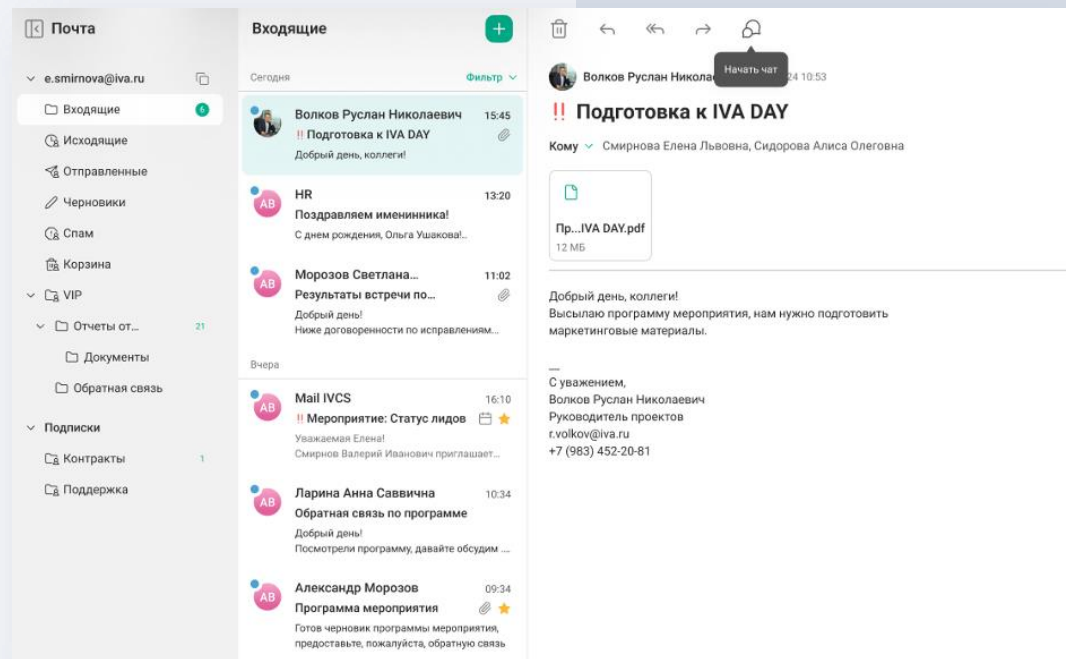 Почта
e.smirnova@iva.ru
Входящие 6
Исходящие
Отправленные
Черновики
Спам
Корзина
VIP
Отчеты от... 21
Документы
Обратная связь
Подписки
Контракты 1
Поддержка
Входящие
Сегодня Фильтр
Волков Руслан Николаевич 15:45
!! Подготовка к IVA DAY
Добрый день, коллеги!
AB HR 13:20
Поздравляем именинника!
С днем рождения, Ольга Ушакова!..
AB Морозов Светлана... 11:02
Результаты встречи по...
Добрый день!
Ниже договоренности по исправлениям...
Вчера
AB Mail IVCS 16:10
!! Мероприятие: Статус лидов
Уважаемая Елена!
Смирнов Валерий Иванович приглашает...
AB Ларина Анна Саввична 10:34
Обратная связь по программе
Добрый день!
Посмотрели программу, давайте обсудим ....
AB Александр Морозов 09:34
Программа мероприятия
Готов черновик программы мероприятия,
предоставьте, пожалуйста, обратную связь
Начать чат
Волков Руслан 10:53
!! Подготовка к IVA DAY
Кому Смирнова Елена Львовна, Сидорова Алиса Олеговна
Пр...IVA DAY.pdf
12 МБ
Добрый день, коллеги!
Высылаю программу мероприятия, нам нужно подготовить
маркетинговые материалы.
—
С уважением,
Волков Руслан Николаевич
Руководитель проектов
r.volkov@iva.ru
+7 (983) 452-20-81